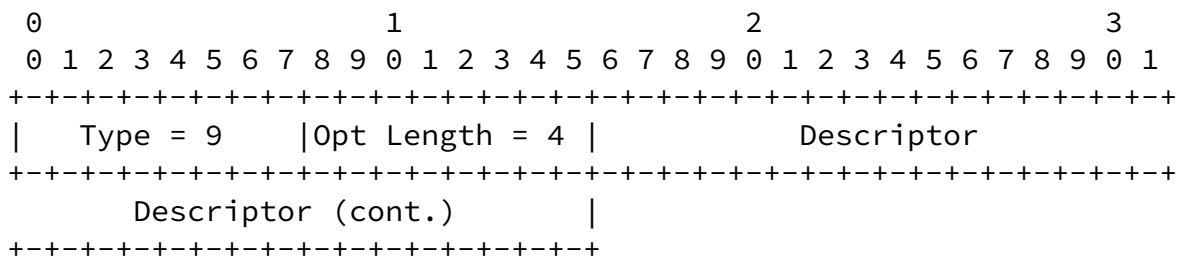 0                   1                   2                   3
 0 1 2 3 4 5 6 7 8 9 0 1 2 3 4 5 6 7 8 9 0 1 2 3 4 5 6 7 8 9 0 1
+-+-+-+-+-+-+-+-+-+-+-+-+-+-+-+-+-+-+-+-+-+-+-+-+-+-+-+-+-+-+-+-+
|   Type = 9    |Opt Length = 4 |           Descriptor
+-+-+-+-+-+-+-+-+-+-+-+-+-+-+-+-+-+-+-+-+-+-+-+-+-+-+-+-+-+-+-+-+
       Descriptor (cont.)       |
+-+-+-+-+-+-+-+-+-+-+-+-+-+-+-+-+